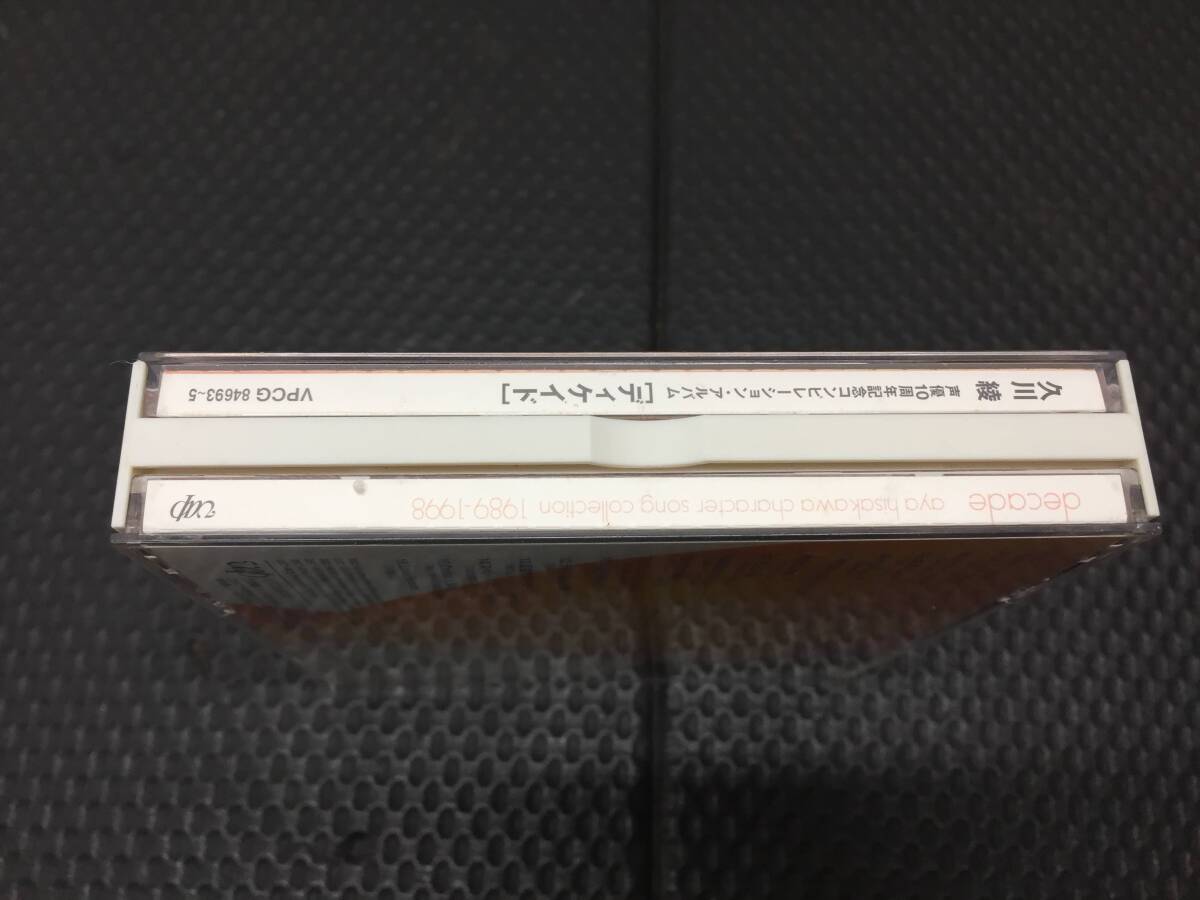 decade aya hisakawa character song collection 1989-1998 vap
久川 綾 声優10周年記念コンピレーション・アルバム [ディケイド] VPCG 84693~5